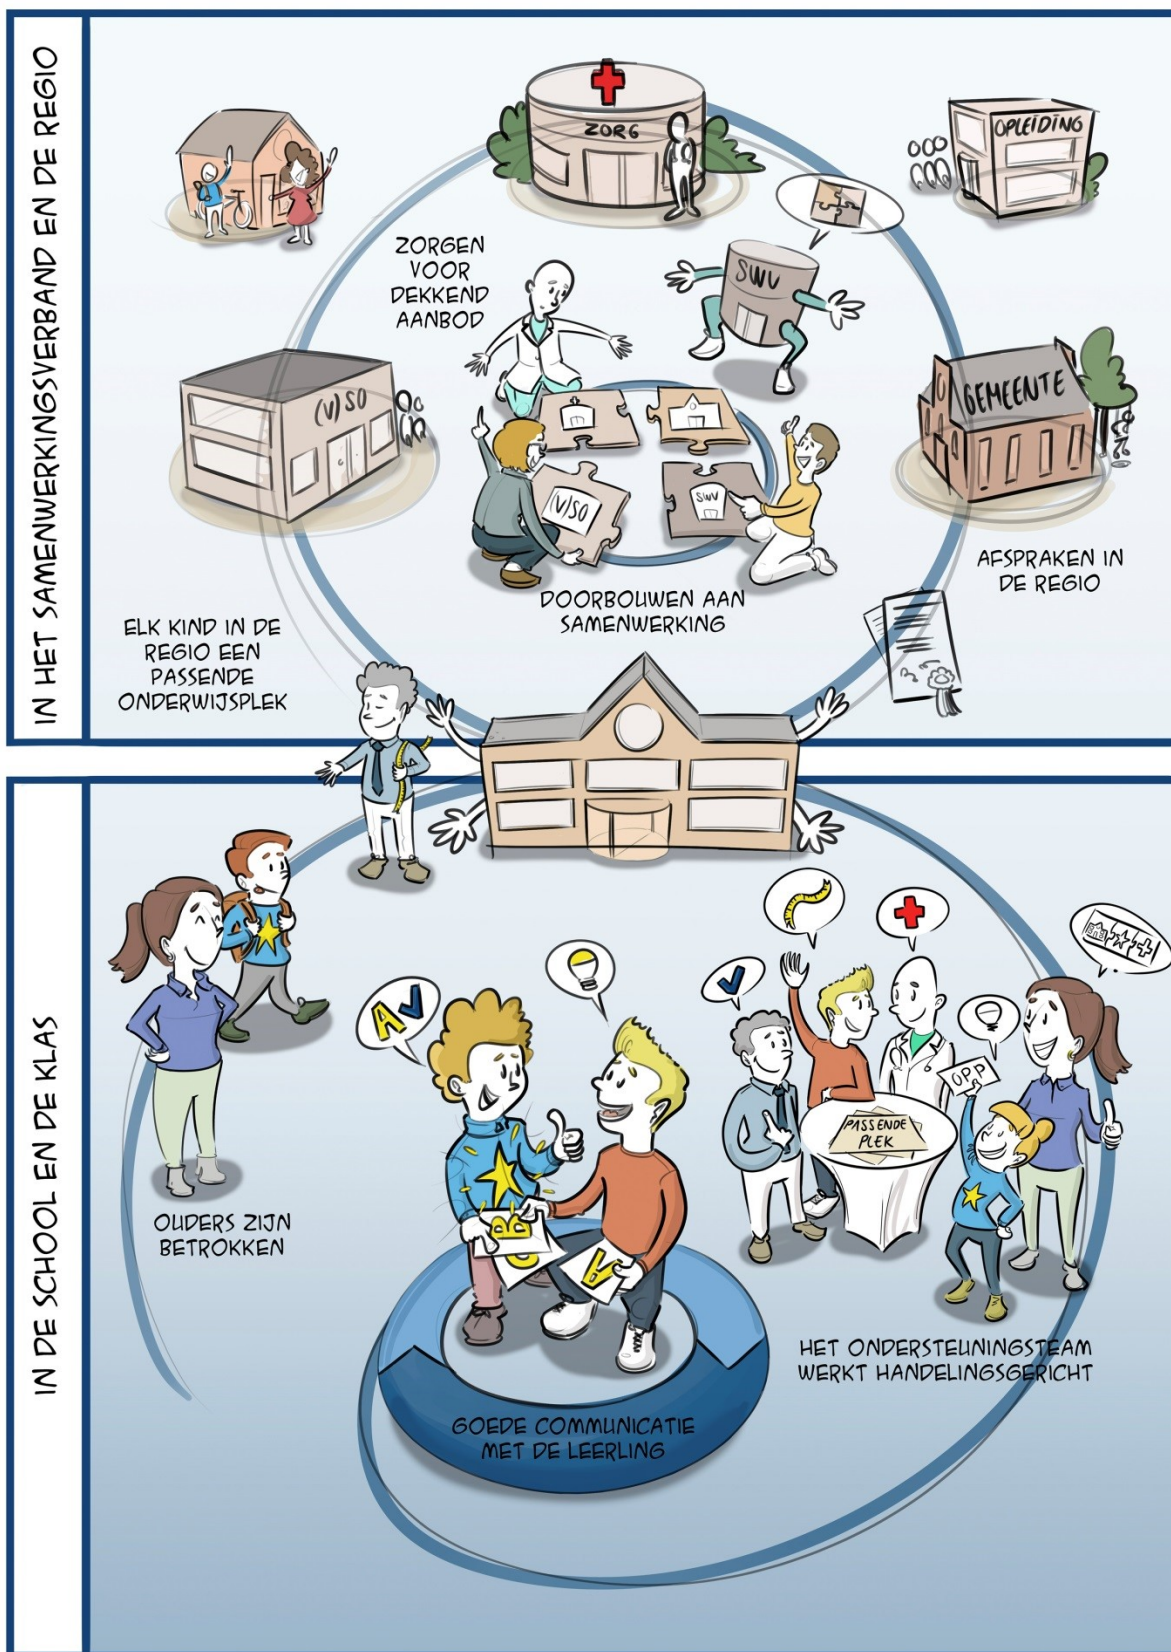 IN HET SAMENWERKINGSVERBAND EN DE REGIO
ZORG
OPLEIDING
ZORGEN
VOOR
DEKKEND
AANBOD
SWV
(V)SO
GEMEENTE
(V)SO
SWV
AFSPRAKEN IN
DE REGIO
DOORBOUWEN AAN
SAMENWERKING
ELK KIND IN DE
REGIO EEN
PASSENDE
ONDERWIJSPLEK
IN DE SCHOOL EN DE KLAS
A
OPP
PASSENDE
PLEK
OUDERS ZIJN
BETROKKEN
B
A
HET ONDERSTEUNINGSTEAM
WERKT HANDELINGSGERICHT
GOEDE COMMUNICATIE
MET DE LEERLING